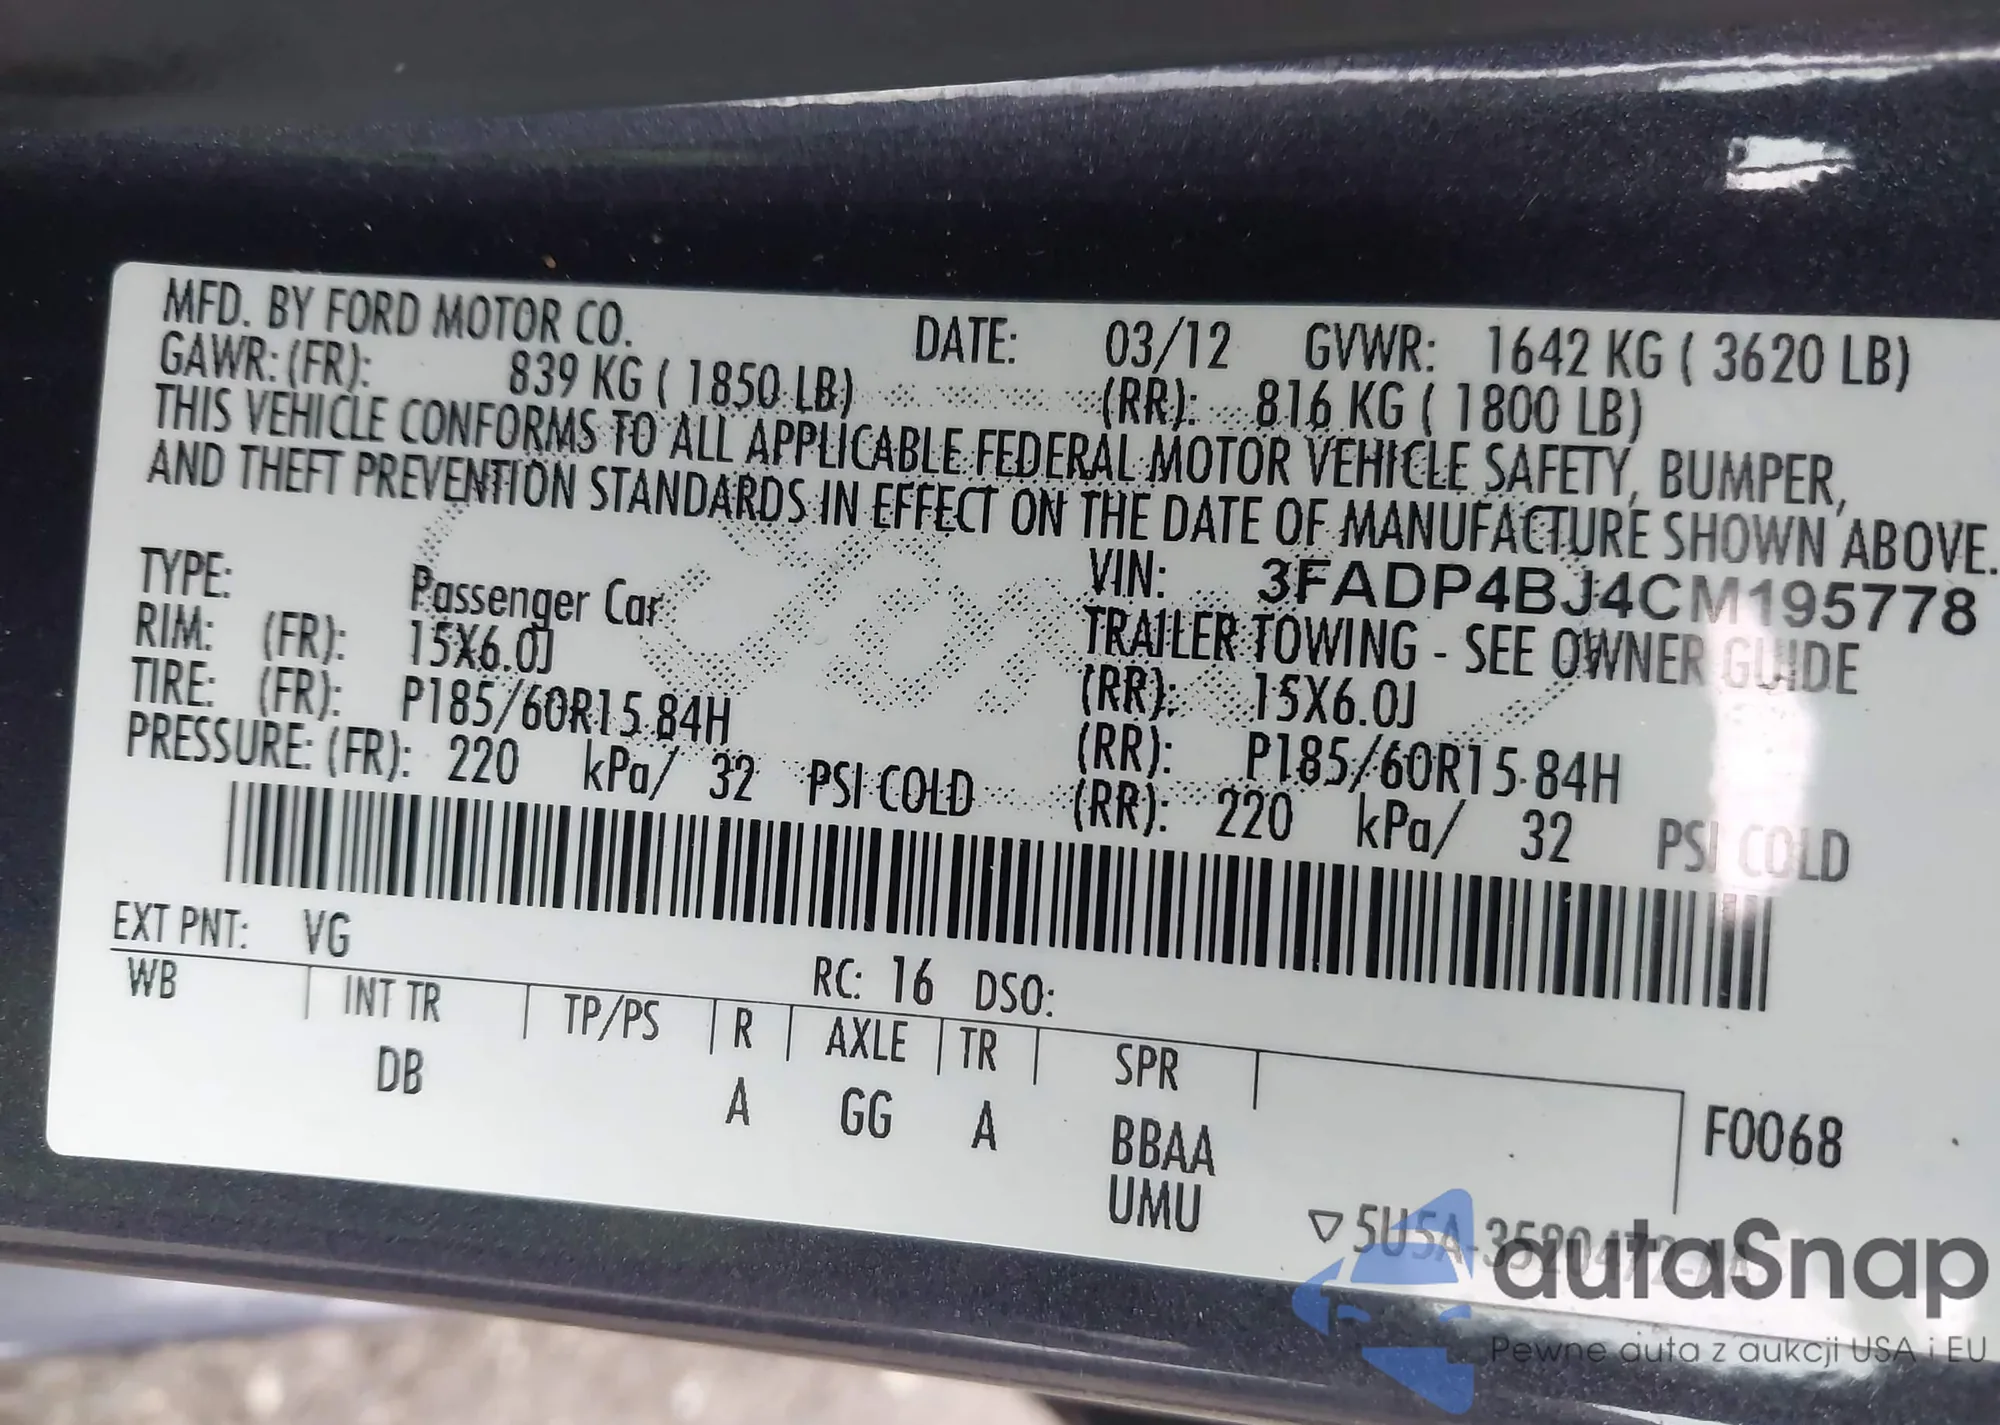 MFD. BY FORD MOTOR CO. DATE: 03/12 GVWR: 1642 KG ( 3620 LB)
GAWR: (FR): 839 KG ( 1850 LB) (RR): 816 KG ( 1800 LB)
THIS VEHICLE CONFORMS TO ALL APPLICABLE FEDERAL MOTOR VEHICLE SAFETY, BUMPER,
AND THEFT PREVENTION STANDARDS IN EFFECT ON THE DATE OF MANUFACTURE SHOWN ABOVE.
VIN: 3FADP4BJ4CM195778
TYPE: Passenger Car TRAILER TOWING - SEE OWNER GUIDE
RIM: (FR): 15X6.0J (RR): 15X6.0J
TIRE: (FR): P185/60R15 84H (RR): P185/60R15 84H
PRESSURE: (FR): 220 kPa/ 32 PSI COLD (RR): 220 kPa/ 32 PSI COLD
EXT PNT: VG RC: 16 DSO:
WB INT TR TP/PS R AXLE TR SPR
DB A GG A BBAA F0068
UMU
▽5U5A-3520472-AA
autaSnap
Pewne auta z aukcji USA i EU